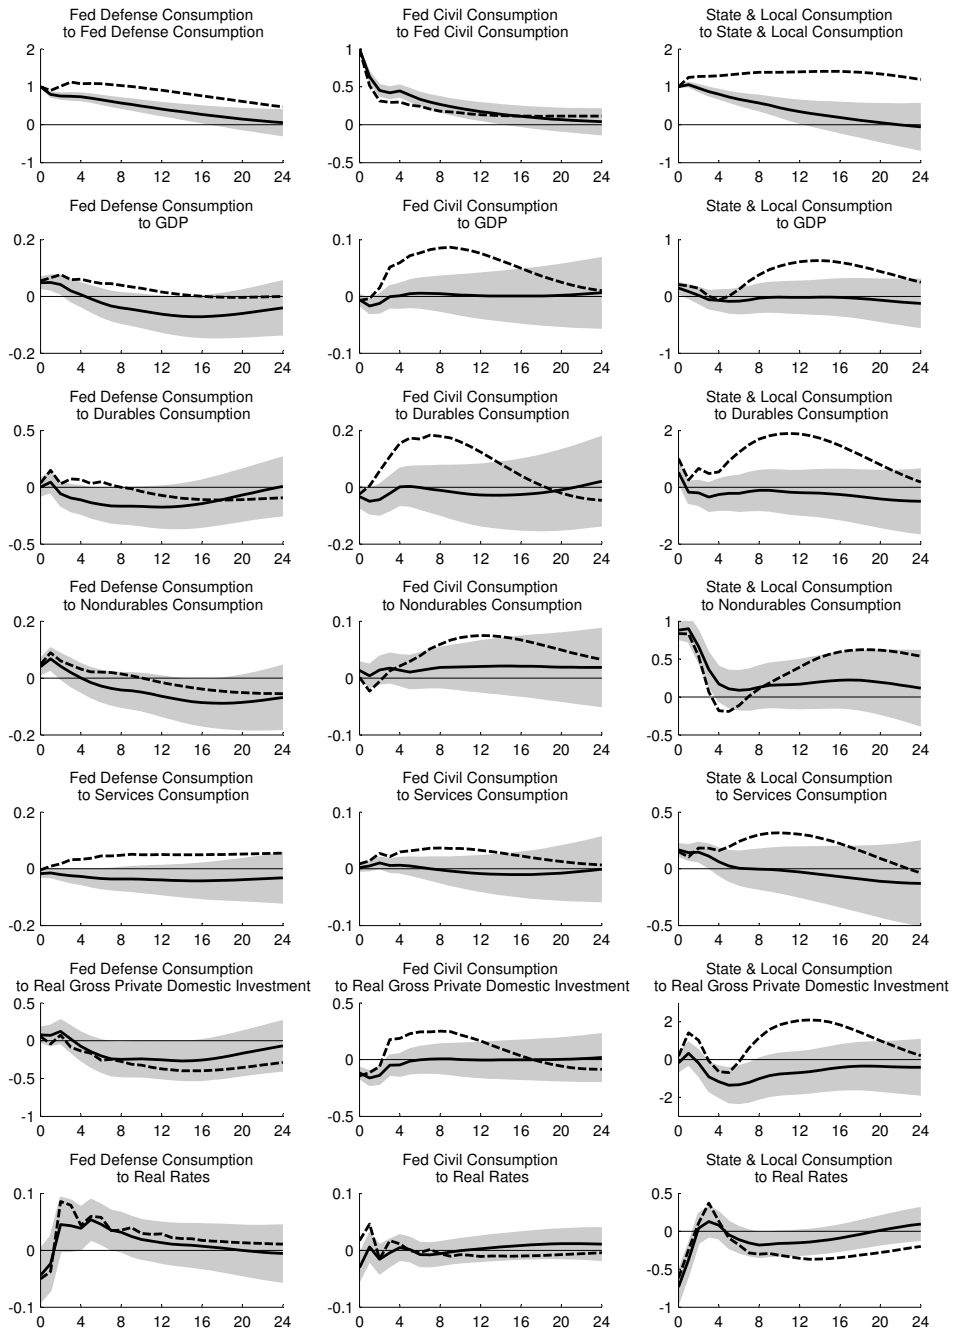 Fed Defense Consumption
to Fed Defense Consumption
2
1
0
-1
0 4 8 12 16 20 24
Fed Civil Consumption
to Fed Civil Consumption
1
0.5
0
-0.5
0 4 8 12 16 20 24
State & Local Consumption
to State & Local Consumption
2
1
0
-1
0 4 8 12 16 20 24
Fed Defense Consumption
to GDP
0.2
0
-0.2
0 4 8 12 16 20 24
Fed Civil Consumption
to GDP
0.1
0
-0.1
0 4 8 12 16 20 24
State & Local Consumption
to GDP
1
0
-1
0 4 8 12 16 20 24
Fed Defense Consumption
to Durables Consumption
0.5
0
-0.5
0 4 8 12 16 20 24
Fed Civil Consumption
to Durables Consumption
0.2
0
-0.2
0 4 8 12 16 20 24
State & Local Consumption
to Durables Consumption
2
0
-2
0 4 8 12 16 20 24
Fed Defense Consumption
to Nondurables Consumption
0.2
0
-0.2
0 4 8 12 16 20 24
Fed Civil Consumption
to Nondurables Consumption
0.1
0
-0.1
0 4 8 12 16 20 24
State & Local Consumption
to Nondurables Consumption
1
0.5
0
-0.5
0 4 8 12 16 20 24
Fed Defense Consumption
to Services Consumption
0.2
0
-0.2
0 4 8 12 16 20 24
Fed Civil Consumption
to Services Consumption
0.1
0
-0.1
0 4 8 12 16 20 24
State & Local Consumption
to Services Consumption
0.5
0
-0.5
0 4 8 12 16 20 24
Fed Defense Consumption
to Real Gross Private Domestic Investment
0.5
0
-0.5
-1
0 4 8 12 16 20 24
Fed Civil Consumption
to Real Gross Private Domestic Investment
0.5
0
-0.5
0 4 8 12 16 20 24
State & Local Consumption
to Real Gross Private Domestic Investment
2
0
-2
0 4 8 12 16 20 24
Fed Defense Consumption
to Real Rates
0.1
0
-0.1
0 4 8 12 16 20 24
Fed Civil Consumption
to Real Rates
0.1
0
-0.1
0 4 8 12 16 20 24
State & Local Consumption
to Real Rates
0.5
0
-0.5
-1
0 4 8 12 16 20 24